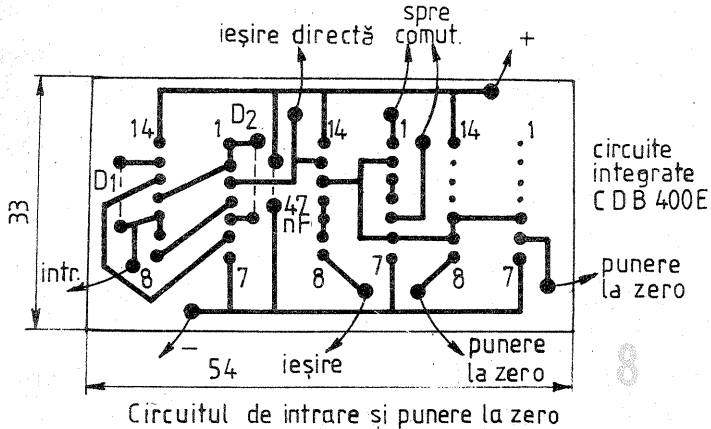 spre
ieșire directă comut. +
14 1 D2 14 1 14 1
D1
circuite
integrate
CDB 400E
33
47
nF
intr. 8 7 8 7 8 7
punere
la zero
−
ieșire
punere
la zero
54
8
Circuitul de intrare și punere la zero